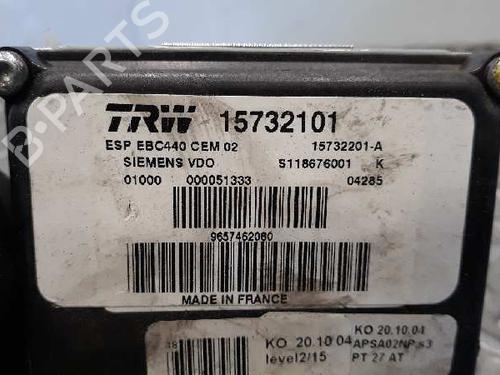 B-PARTS
TRW 15732101
ESP EBC440 CEM 02 15732201-A
SIEMENS VDO S118676001 K
01000 000051333 04285
9657462080
MADE IN FRANCE
KO 20.10.04
KO 20.10.04 APSA02NP.s3
level2/15 PT 27 AT